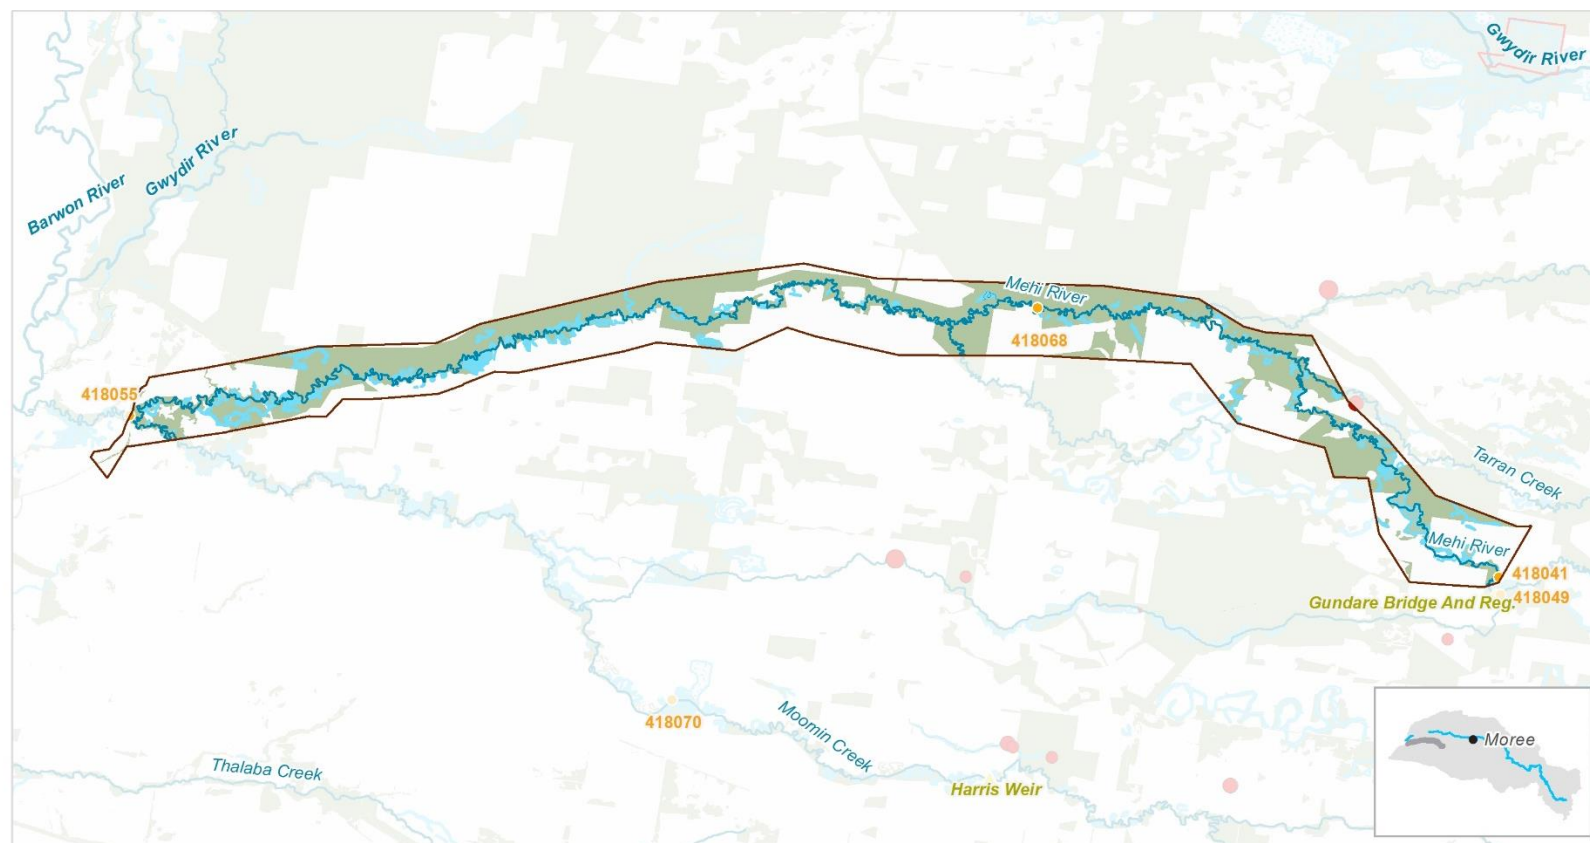 Gwydir River
Gwydir River
Barwon River
Mehi River
418068
418055
Tarran Creek
Mehi River
418041
418049
Gundare Bridge And Reg.
418070
Moomin Creek
Moree
Thalaba Creek
Harris Weir